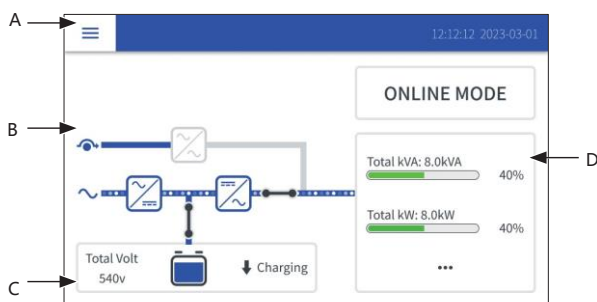 A
12:12:12 2023-03-01
ONLINE MODE
B
D
Total kVA: 8.0kVA
40%
Total kW: 8.0kW
40%
Total Volt
540v
Charging
C